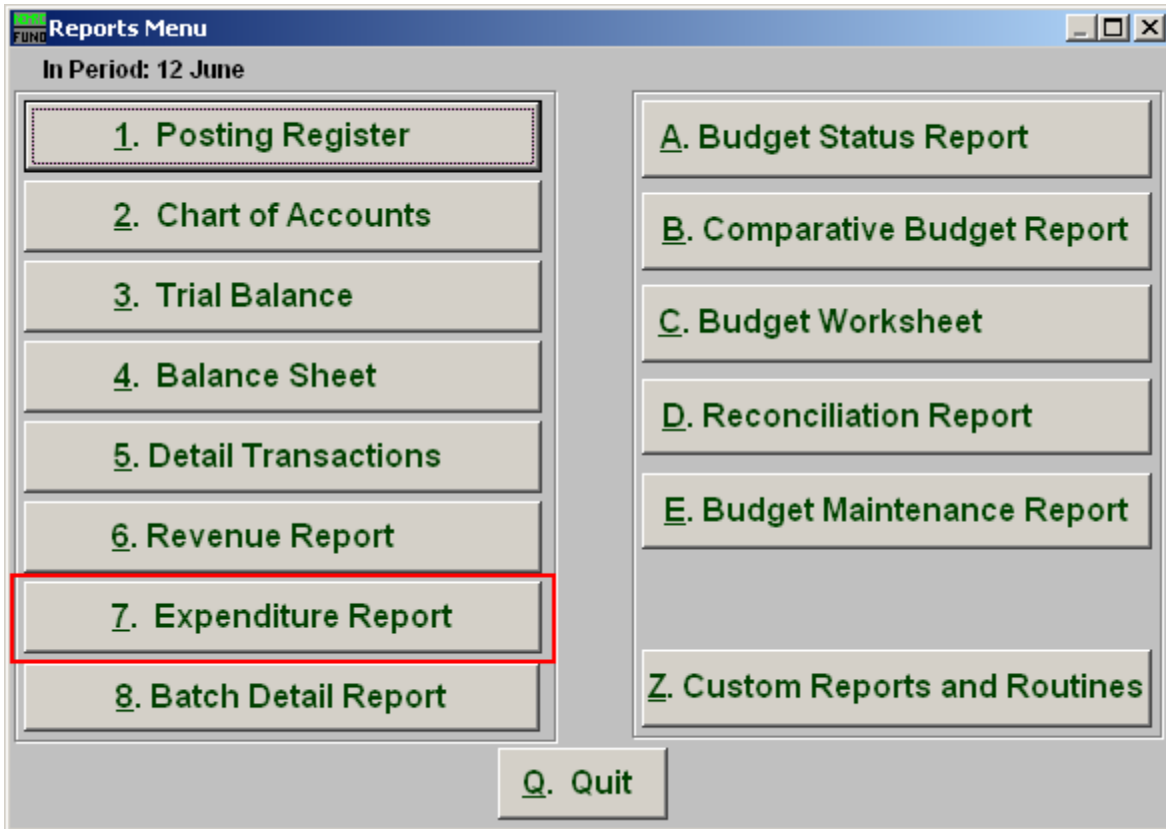 FUND Reports Menu
In Period: 12 June
1. Posting Register
2. Chart of Accounts
3. Trial Balance
4. Balance Sheet
5. Detail Transactions
6. Revenue Report
7. Expenditure Report
8. Batch Detail Report
A. Budget Status Report
B. Comparative Budget Report
C. Budget Worksheet
D. Reconciliation Report
E. Budget Maintenance Report
Z. Custom Reports and Routines
Q. Quit